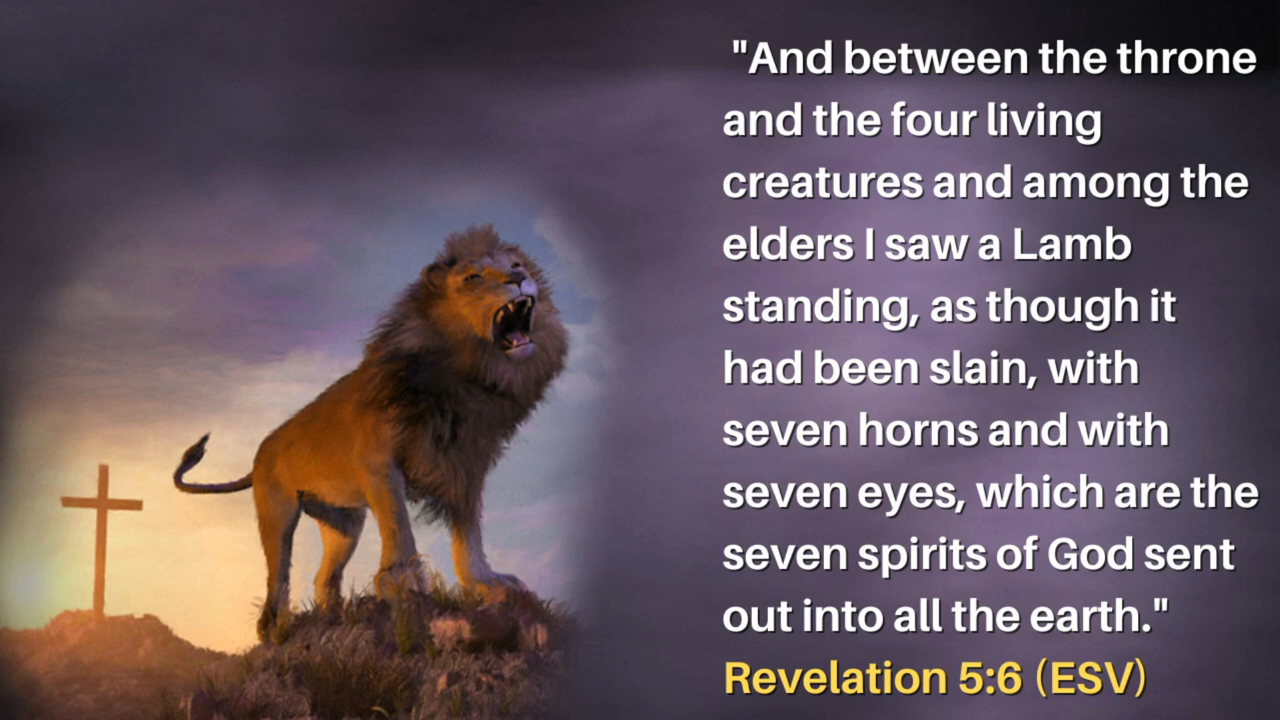 "And between the throne
and the four living
creatures and among the
elders I saw a Lamb
standing, as though it
had been slain, with
seven horns and with
seven eyes, which are the
seven spirits of God sent
out into all the earth."
Revelation 5:6 (ESV)